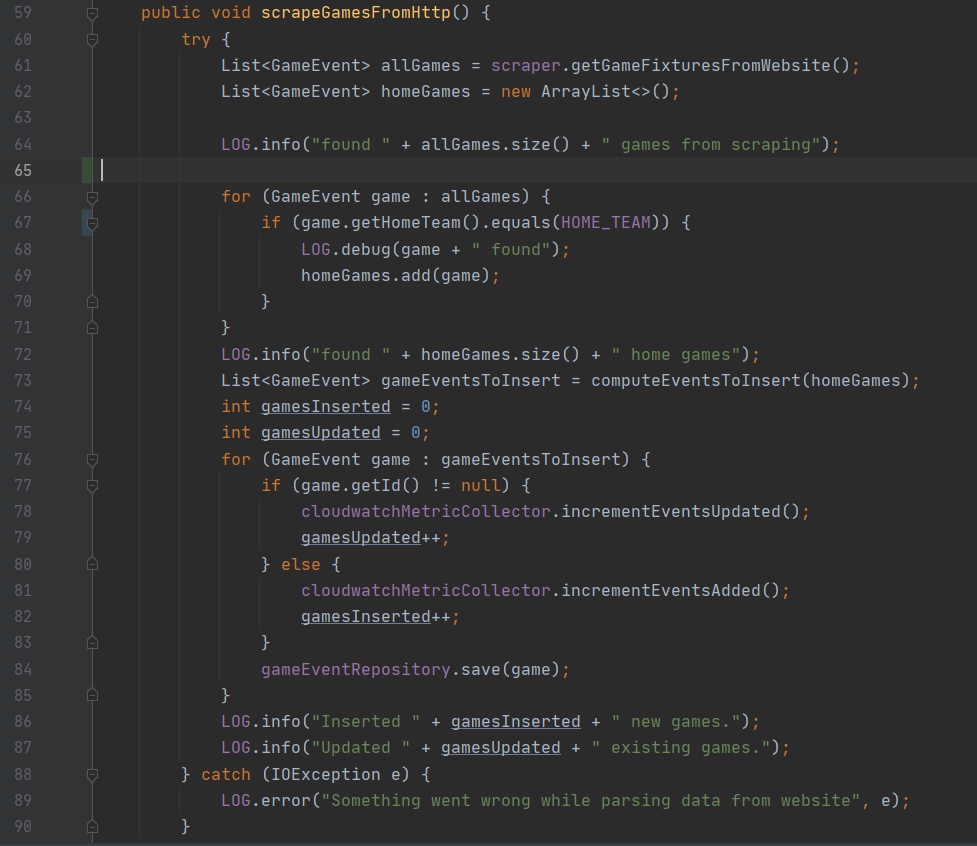 59 public void scrapeGamesFromHttp() {
60 try {
61 List<GameEvent> allGames = scraper.getGameFixturesFromWebsite();
62 List<GameEvent> homeGames = new ArrayList<>();
63
64 LOG.info("found " + allGames.size() + " games from scraping");
65
66 for (GameEvent game : allGames) {
67 if (game.getHomeTeam().equals(HOME_TEAM)) {
68 LOG.debug(game + " found");
69 homeGames.add(game);
70 }
71 }
72 LOG.info("found " + homeGames.size() + " home games");
73 List<GameEvent> gameEventsToInsert = computeEventsToInsert(homeGames);
74 int gamesInserted = 0;
75 int gamesUpdated = 0;
76 for (GameEvent game : gameEventsToInsert) {
77 if (game.getId() != null) {
78 cloudwatchMetricCollector.incrementEventsUpdated();
79 gamesUpdated++;
80 } else {
81 cloudwatchMetricCollector.incrementEventsAdded();
82 gamesInserted++;
83 }
84 gameEventRepository.save(game);
85 }
86 LOG.info("Inserted " + gamesInserted + " new games.");
87 LOG.info("Updated " + gamesUpdated + " existing games.");
88 } catch (IOException e) {
89 LOG.error("Something went wrong while parsing data from website", e);
90 }